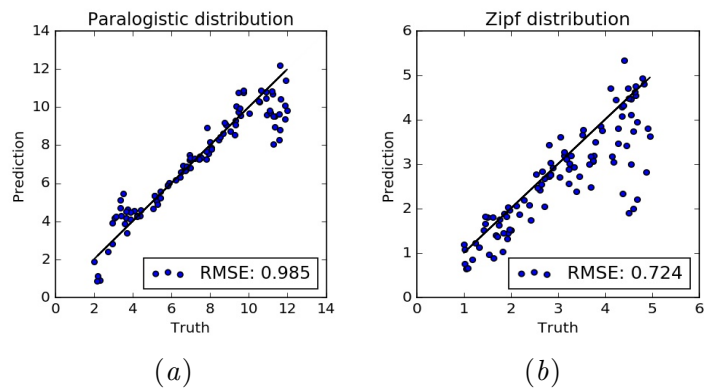 Paralogistic distribution
14
12
10
8
6
4
2
0
Prediction
0 2 4 6 8 10 12 14
Truth
RMSE: 0.985
(a)
Zipf distribution
6
5
4
3
2
1
0
Prediction
0 1 2 3 4 5 6
Truth
RMSE: 0.724
(b)